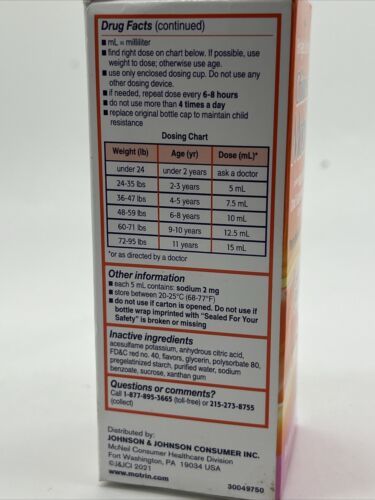 Drug Facts (continued)
■ mL = milliliter
■ find right dose on chart below. If possible, use
weight to dose; otherwise use age.
■ use only enclosed dosing cup. Do not use any
other dosing device.
■ if needed, repeat dose every 6-8 hours
■ do not use more than 4 times a day
■ replace original bottle cap to maintain child
resistance
Dosing Chart
Weight (lb) Age (yr) Dose (mL)*
under 24 under 2 years ask a doctor
24-35 lbs 2-3 years 5 mL
36-47 lbs 4-5 years 7.5 mL
48-59 lbs 6-8 years 10 mL
60-71 lbs 9-10 years 12.5 mL
72-95 lbs 11 years 15 mL
*or as directed by a doctor
Other information
■ each 5 mL contains: sodium 2 mg
■ store between 20-25°C (68-77°F)
■ do not use if carton is opened. Do not use if
bottle wrap imprinted with "Sealed For Your
Safety" is broken or missing
Inactive ingredients
acesulfame potassium, anhydrous citric acid,
FD&C red no. 40, flavors, glycerin, polysorbate 80,
pregelatinized starch, purified water, sodium
benzoate, sucrose, xanthan gum
Questions or comments?
Call 1-877-895-3665 (toll-free) or 215-273-8755
(collect)
Distributed by:
JOHNSON & JOHNSON CONSUMER INC.
McNeil Consumer Healthcare Division
Fort Washington, PA 19034 USA
©J&JCI 2021
www.motrin.com
30049750